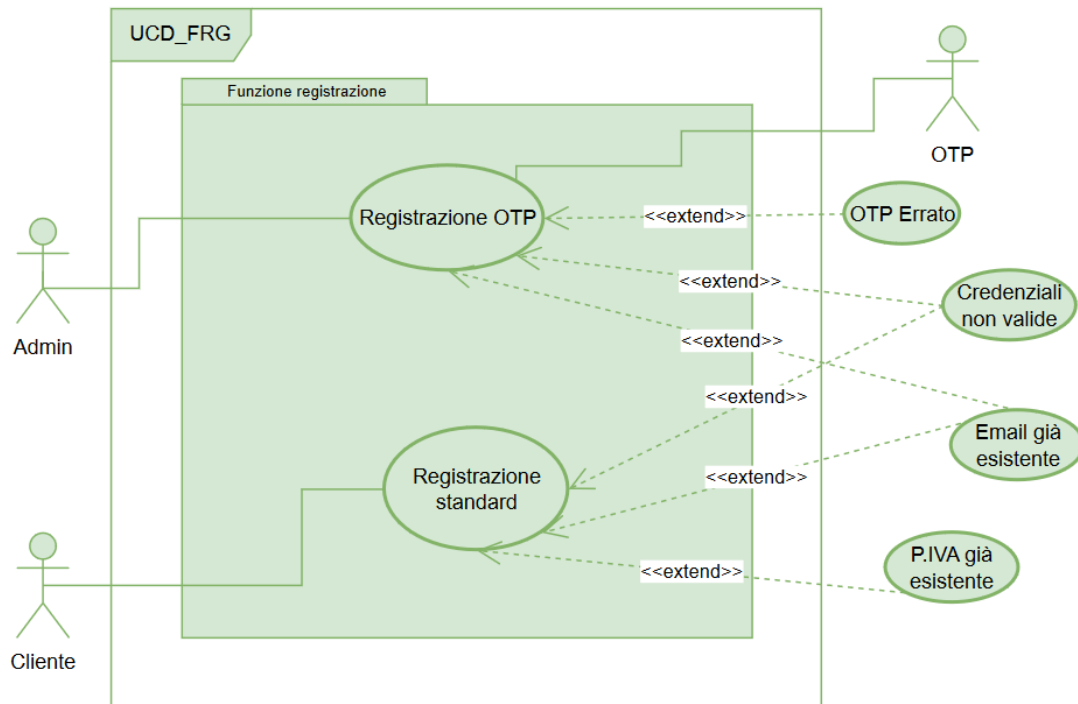 UCD_FRG
Funzione registrazione
OTP
Registrazione OTP
<<extend>>
OTP Errato
<<extend>>
Credenziali
non valide
Admin
<<extend>>
<<extend>>
Email già
esistente
Registrazione
standard
<<extend>>
P.IVA già
esistente
<<extend>>
Cliente